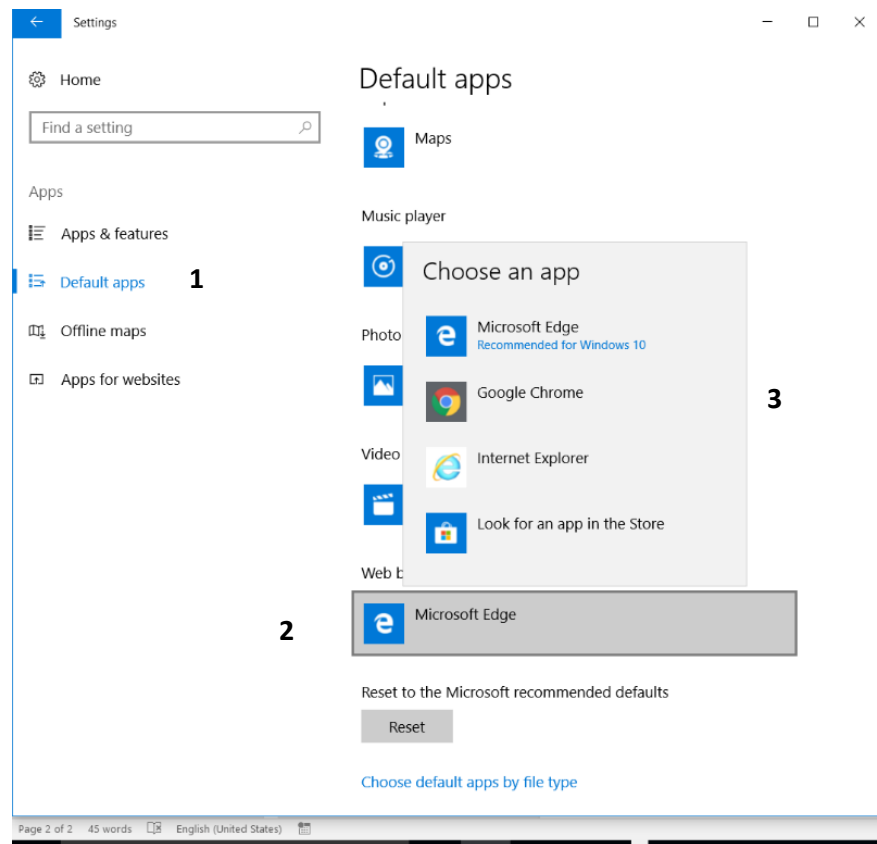 Settings
Home
Find a setting
Apps
Apps & features
Default apps
1
Offline maps
Apps for websites
Default apps
Maps
Music player
Choose an app
Microsoft Edge
Recommended for Windows 10
Google Chrome
Internet Explorer
Look for an app in the Store
3
Photo
Video
Web b
2
Microsoft Edge
Reset to the Microsoft recommended defaults
Reset
Choose default apps by file type
Page 2 of 2 45 words English (United States)